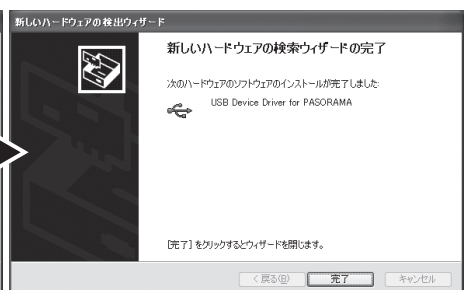 新しいハードウェアの検出ウィザード
新しいハードウェアの検索ウィザードの完了
次のハードウェアのソフトウェアのインストールが完了しました:
USB Device Driver for PASORAMA
[完了] をクリックするとウィザードを閉じます。
< 戻る(B)
完了
キャンセル